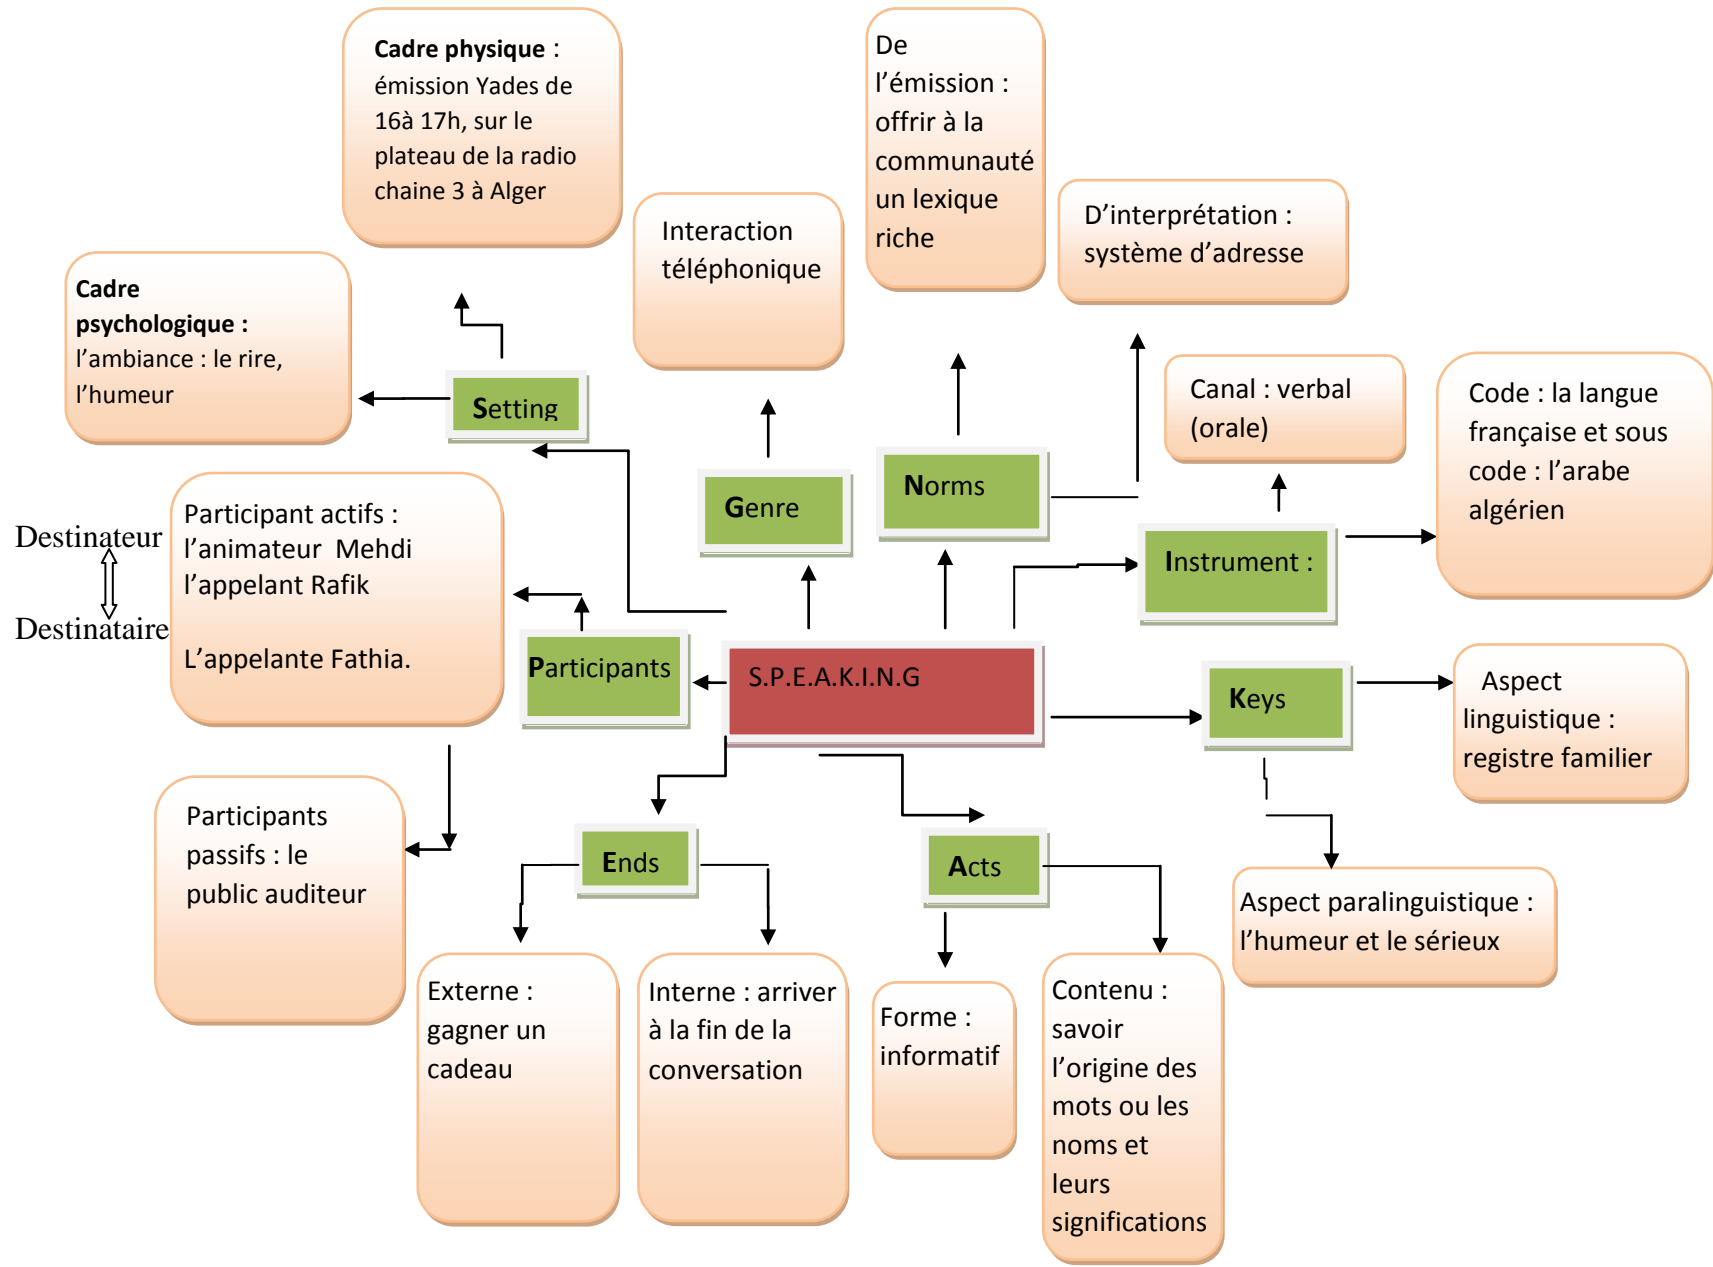 Cadre physique :
émission Yades de
16à 17h, sur le
plateau de la radio
chaine 3 à Alger
De
l’émission :
offrir à la
communauté
un lexique
riche
Interaction
téléphonique
D’interprétation :
système d’adresse
Cadre
psychologique :
l’ambiance : le rire,
l’humeur
Setting
Canal : verbal
(orale)
Code : la langue
française et sous
code : l’arabe
algérien
Genre
Norms
Instrument :
Destinateur
Destinataire
Participant actifs :
l’animateur Mehdi
l’appelant Rafik
L’appelante Fathia.
Participants
S.P.E.A.K.I.N.G
Keys
Aspect
linguistique :
registre familier
Participants
passifs : le
public auditeur
Ends
Acts
Aspect paralinguistique :
l’humeur et le sérieux
Externe :
gagner un
cadeau
Interne : arriver
à la fin de la
conversation
Forme :
informatif
Contenu :
savoir
l’origine des
mots ou les
noms et
leurs
significations